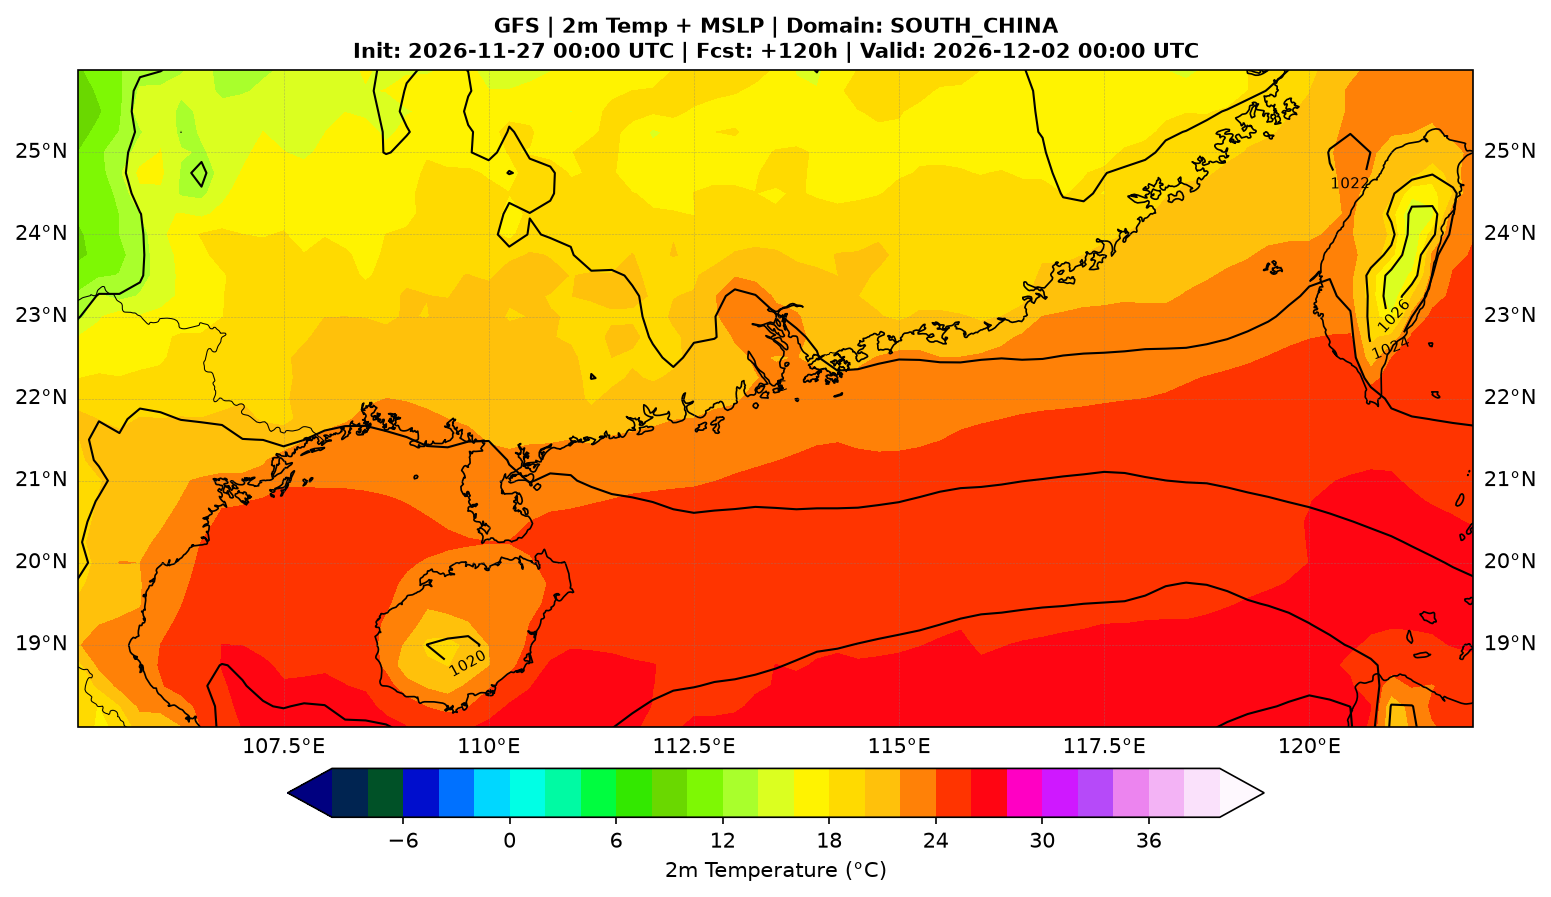 GFS | 2m Temp + MSLP | Domain: SOUTH_CHINA
Init: 2026-11-27 00:00 UTC | Fcst: +120h | Valid: 2026-12-02 00:00 UTC
25°N 25°N
1022
24°N 24°N
1026
23°N 23°N
1024
22°N 22°N
21°N 21°N
20°N 20°N
19°N 19°N
1020
107.5°E 110°E 112.5°E 115°E 117.5°E 120°E
−6 0 6 12 18 24 30 36
2m Temperature (°C)